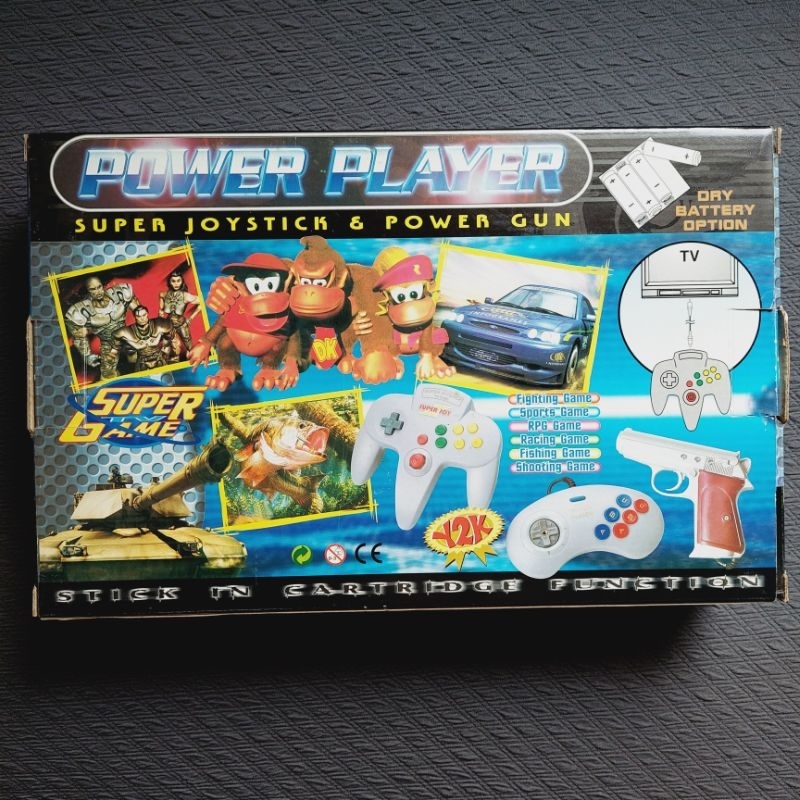 POWER PLAYER
SUPER JOYSTICK & POWER GUN
DRY
BATTERY
OPTION
TV
DK
SUPER
GAME
SUPER JOY
Fighting Game
Sports Game
RPG Game
Racing Game
Fishing Game
Shooting Game
Y2K
CE
STICK IN CARTRIDGE FUNCTION